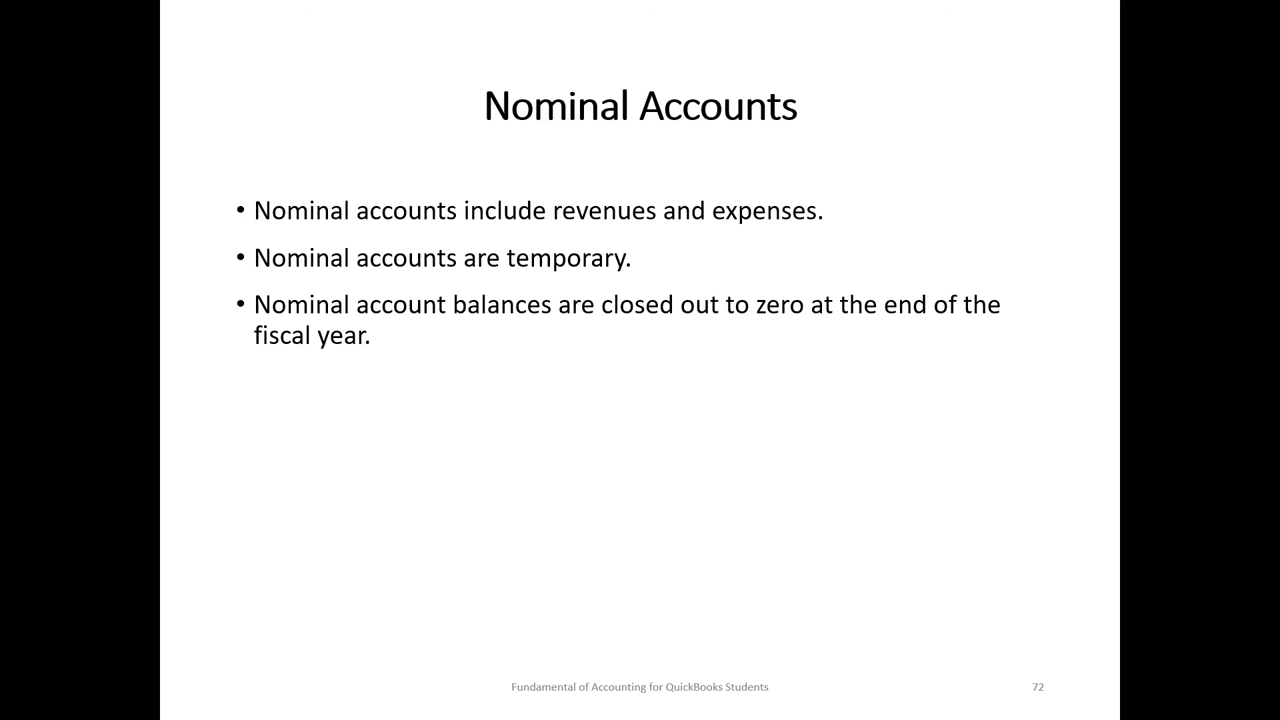 Nominal Accounts
• Nominal accounts include revenues and expenses.
• Nominal accounts are temporary.
• Nominal account balances are closed out to zero at the end of the
fiscal year.
Fundamental of Accounting for QuickBooks Students
72